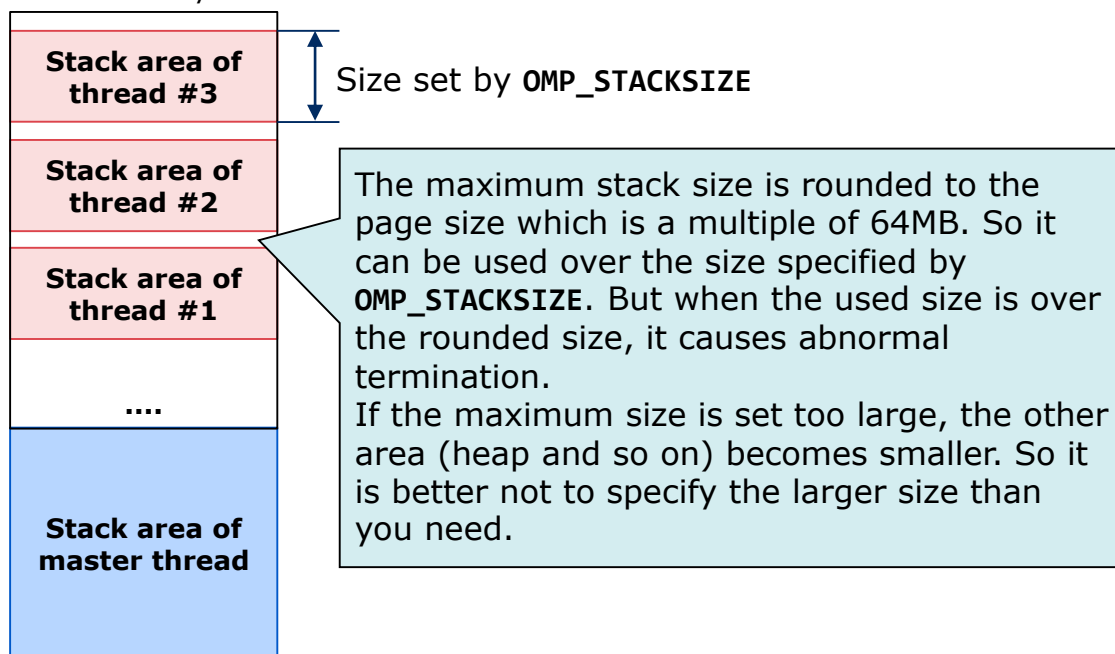 Stack area of
thread #3
Size set by OMP_STACKSIZE
Stack area of
thread #2
Stack area of
thread #1
....
Stack area of
master thread
The maximum stack size is rounded to the
page size which is a multiple of 64MB. So it
can be used over the size specified by
OMP_STACKSIZE. But when the used size is over
the rounded size, it causes abnormal
termination.
If the maximum size is set too large, the other
area (heap and so on) becomes smaller. So it
is better not to specify the larger size than
you need.